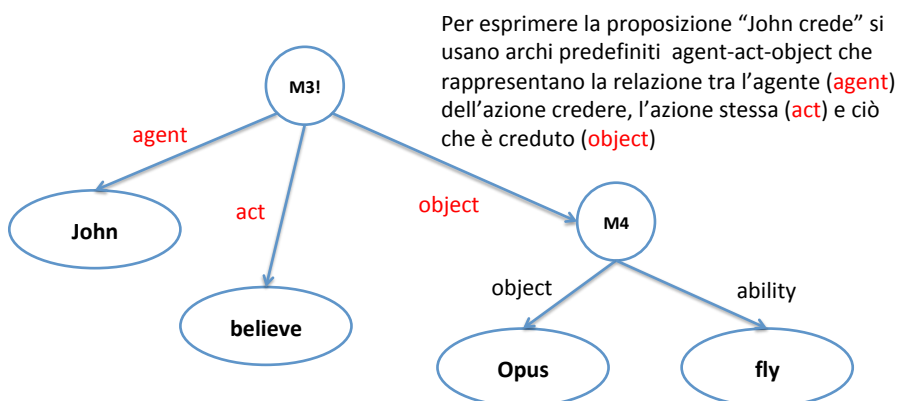 Per esprimere la proposizione “John crede” si
usano archi predefiniti agent-act-object che
rappresentano la relazione tra l’agente (agent)
dell’azione credere, l’azione stessa (act) e ciò
che è creduto (object)
M3!
agent
act
object
John
M4
believe
object
ability
Opus
fly